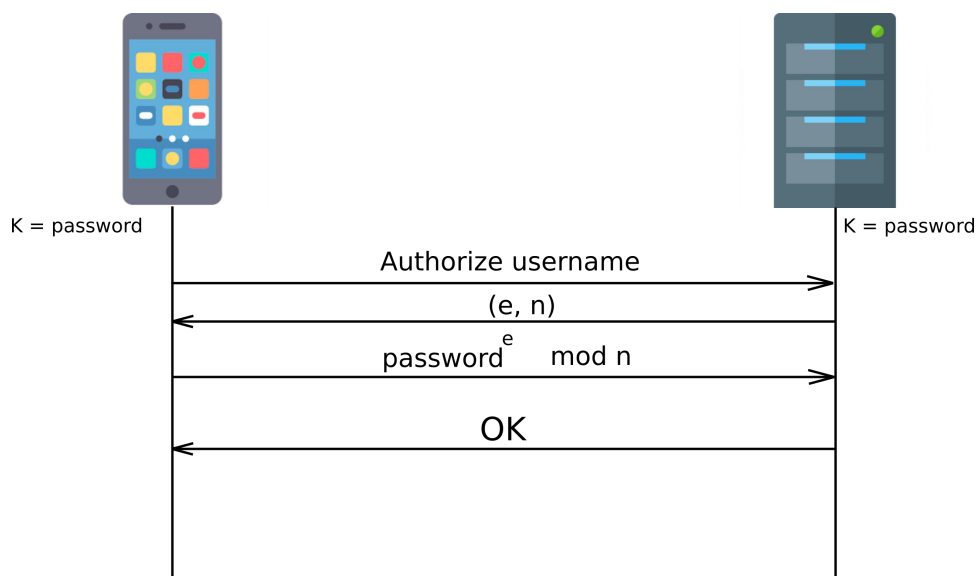 K = password
K = password
Authorize username
(e, n)
password^e mod n
OK